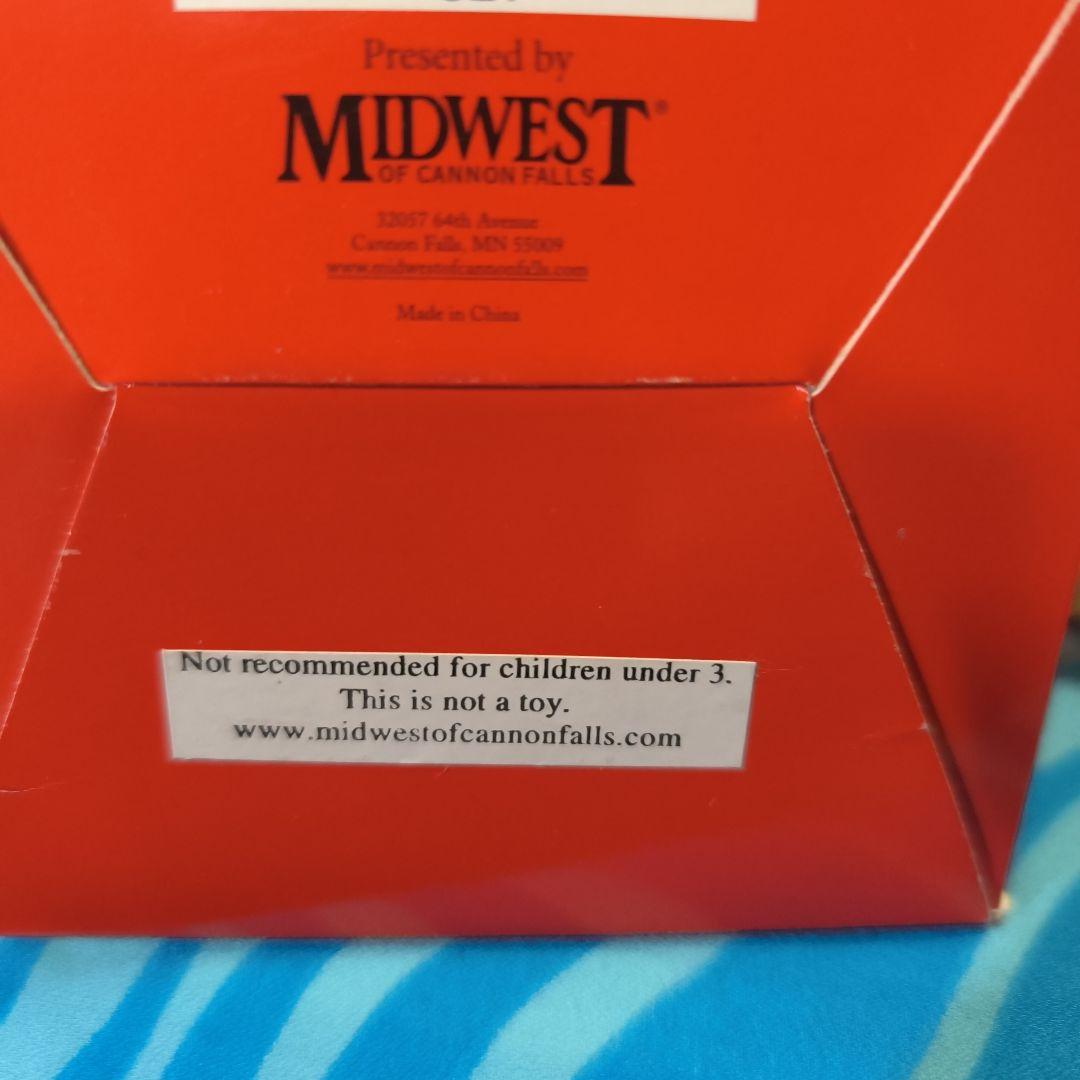 Presented by
MIDWEST®
OF CANNON FALLS
32057 64th Avenue
Cannon Falls, MN 55009
www.midwestofcannonfalls.com
Made in China
Not recommended for children under 3.
This is not a toy.
www.midwestofcannonfalls.com